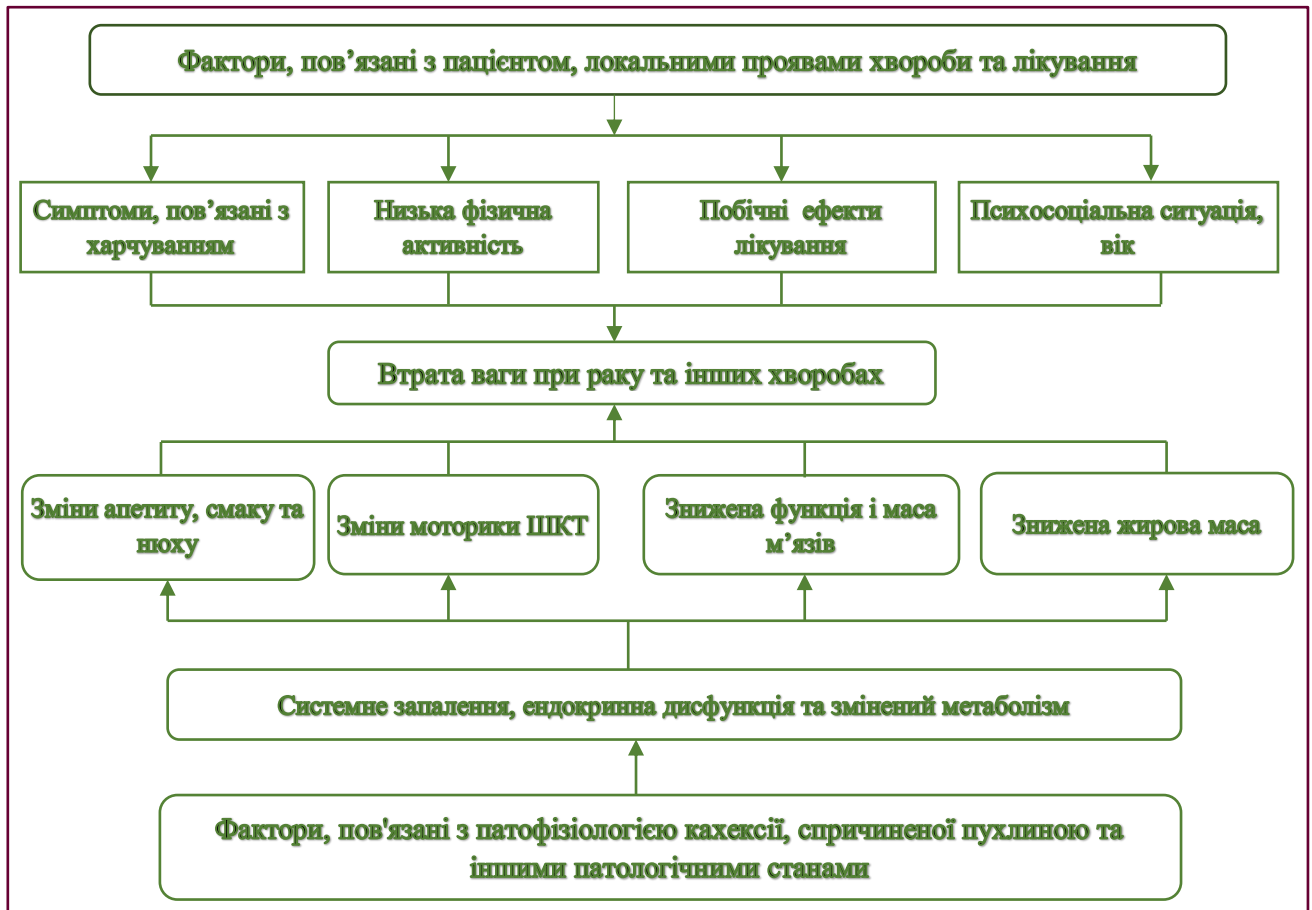 Фактори, пов’язані з пацієнтом, локальними проявами хвороби та лікування
Симптоми, пов’язані з
харчуванням
Низька фізична
активність
Побічні ефекти
лікування
Психосоціальна ситуація,
вік
Втрата ваги при раку та інших хворобах
Зміни апетиту, смаку та
нюху
Зміни моторики ШКТ
Знижена функція і маса
м’язів
Знижена жирова маса
Системне запалення, ендокринна дисфункція та змінений метаболізм
Фактори, пов'язані з патофізіологією кахексії, спричиненої пухлиною та
іншими патологічними станами